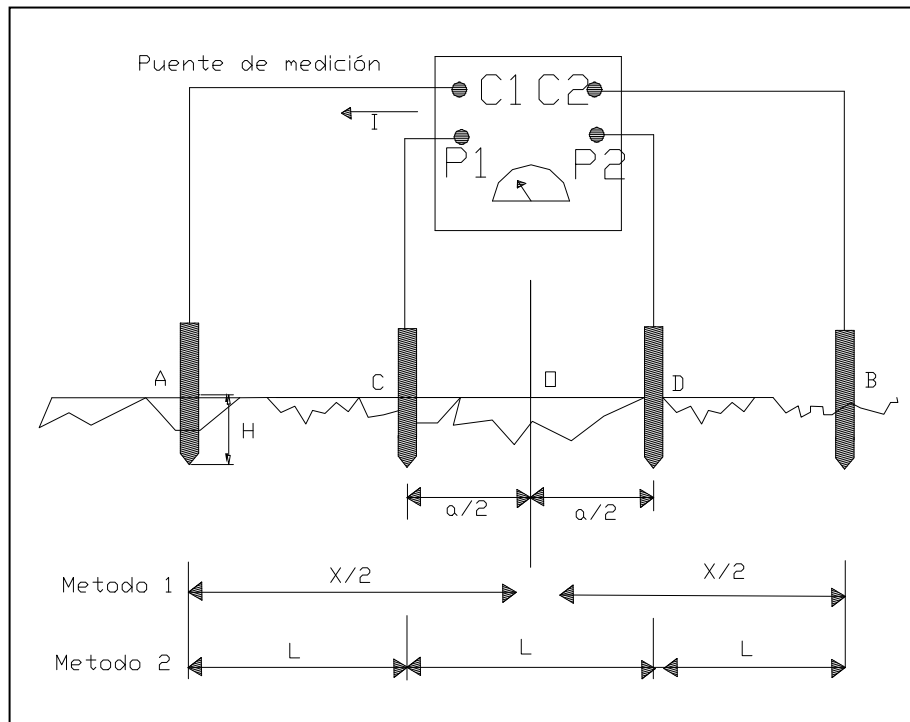 Puente de medición
C1 C2
I
P1 P2
A C O D B
H
a/2 a/2
Metodo 1 X/2 X/2
Metodo 2 L L L